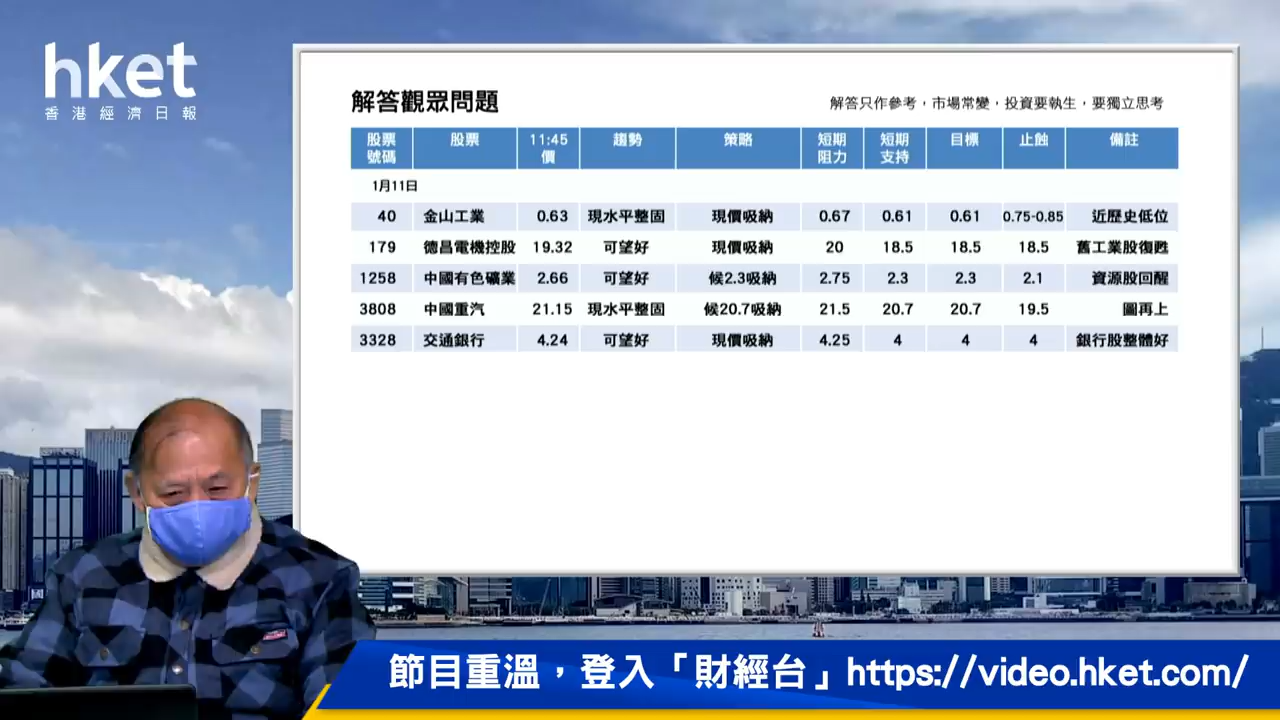 hket
香港經濟日報
解答觀眾問題
解答只作參考，市場常變，投資要執生，要獨立思考
股票號碼 股票 11:45價 趨勢 策略 短期阻力 短期支持 目標 止蝕 備註
1月11日
40 金山工業 0.63 現水平整固 現價吸納 0.67 0.61 0.61 0.75-0.85 近歷史低位
179 德昌電機控股 19.32 可望好 現價吸納 20 18.5 18.5 18.5 舊工業股復甦
1258 中國有色礦業 2.66 可望好 候2.3吸納 2.75 2.3 2.3 2.1 資源股回醒
3808 中國重汽 21.15 現水平整固 候20.7吸納 21.5 20.7 20.7 19.5 圖再上
3328 交通銀行 4.24 可望好 現價吸納 4.25 4 4 4 銀行股整體好
節目重溫，登入「財經台」https://video.hket.com/